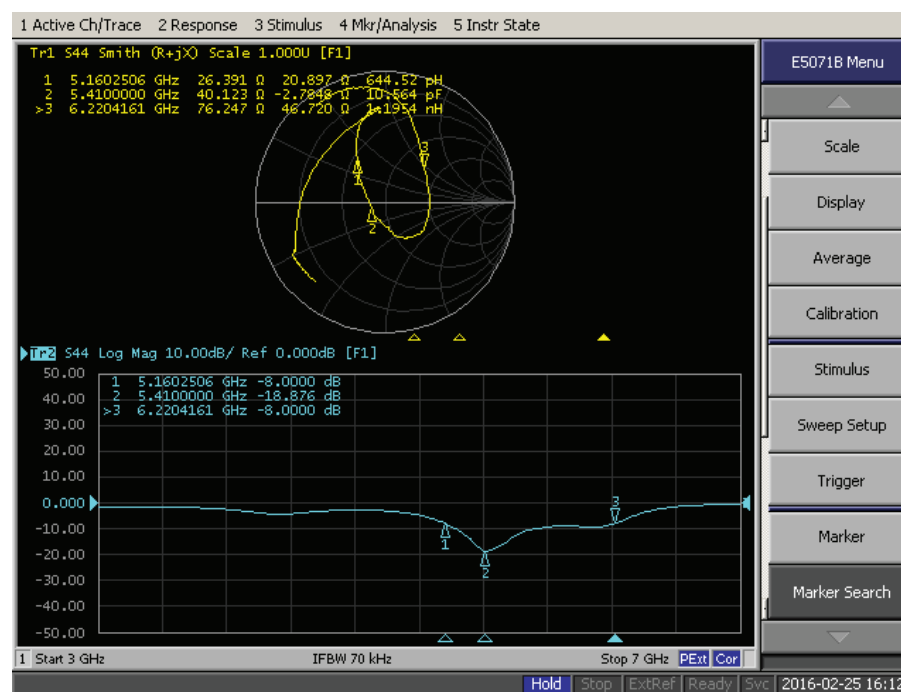 1 Active Ch/Trace 2 Response 3 Stimulus 4 Mkr/Analysis 5 Instr State
Tr1 S44 Smith (R+jX) Scale 1.000U [F1]
1 5.1602506 GHz 26.391 Ω 20.897 Ω 644.52 pH
2 5.4100000 GHz 40.123 Ω -2.7848 Ω 10.564 pF
>3 6.2204161 GHz 76.247 Ω 46.720 Ω 1.1954 nH
3
1
2
Tr2 S44 Log Mag 10.00dB/ Ref 0.000dB [F1]
50.00
1 5.1602506 GHz -8.0000 dB
40.00
2 5.4100000 GHz -18.876 dB
>3 6.2204161 GHz -8.0000 dB
30.00
20.00
10.00
0.000
3
-10.00
1
-20.00
2
-30.00
-40.00
-50.00
1 Start 3 GHz IFBW 70 kHz Stop 7 GHz PExt Cor
Hold Stop ExtRef Ready Svc 2016-02-25 16:12
E5071B Menu
Scale
Display
Average
Calibration
Stimulus
Sweep Setup
Trigger
Marker
Marker Search